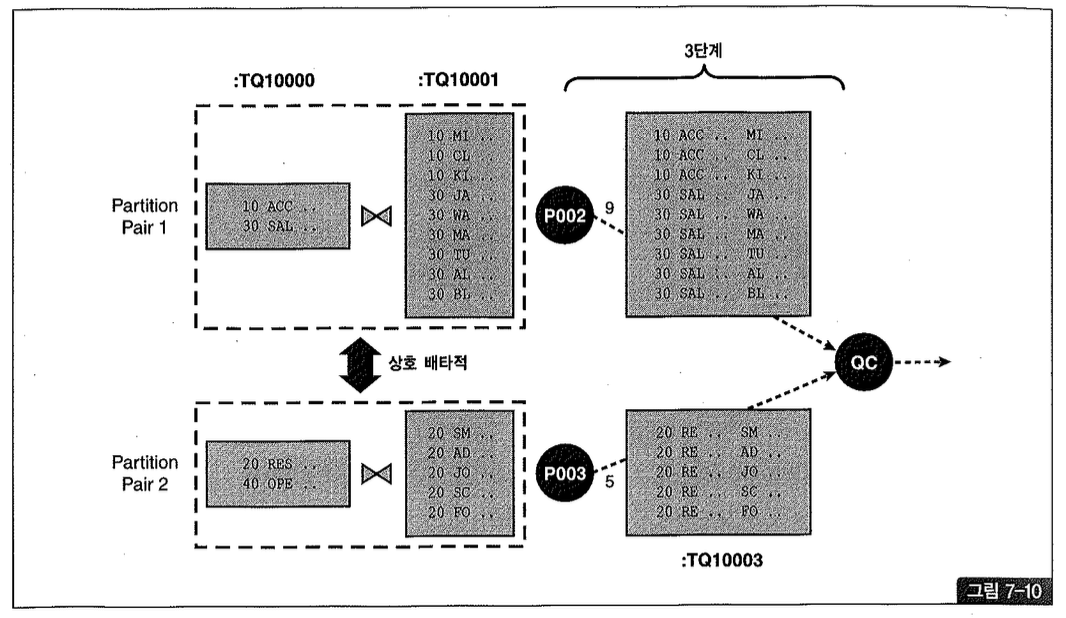 3단계
:TQ10000
:TQ10001
Partition
Pair 1
10 ACC ..
30 SAL ..
10 MI ..
10 CL ..
10 KI ..
30 JA ..
30 WA ..
30 MA ..
30 TU ..
30 AL ..
30 BL ..
P002
9
10 ACC .. MI ..
10 ACC .. CL ..
10 ACC .. KI ..
30 SAL .. JA ..
30 SAL .. WA ..
30 SAL .. MA ..
30 SAL .. TU ..
30 SAL .. AL ..
30 SAL .. BL ..
상호 배타적
QC
Partition
Pair 2
20 RES ..
40 OPE ..
20 SM ..
20 AD ..
20 JO ..
20 SC ..
20 FO ..
P003
5
20 RE .. SM ..
20 RE .. AD ..
20 RE .. JO ..
20 RE .. SC ..
20 RE .. FO ..
:TQ10003
그림 7-10